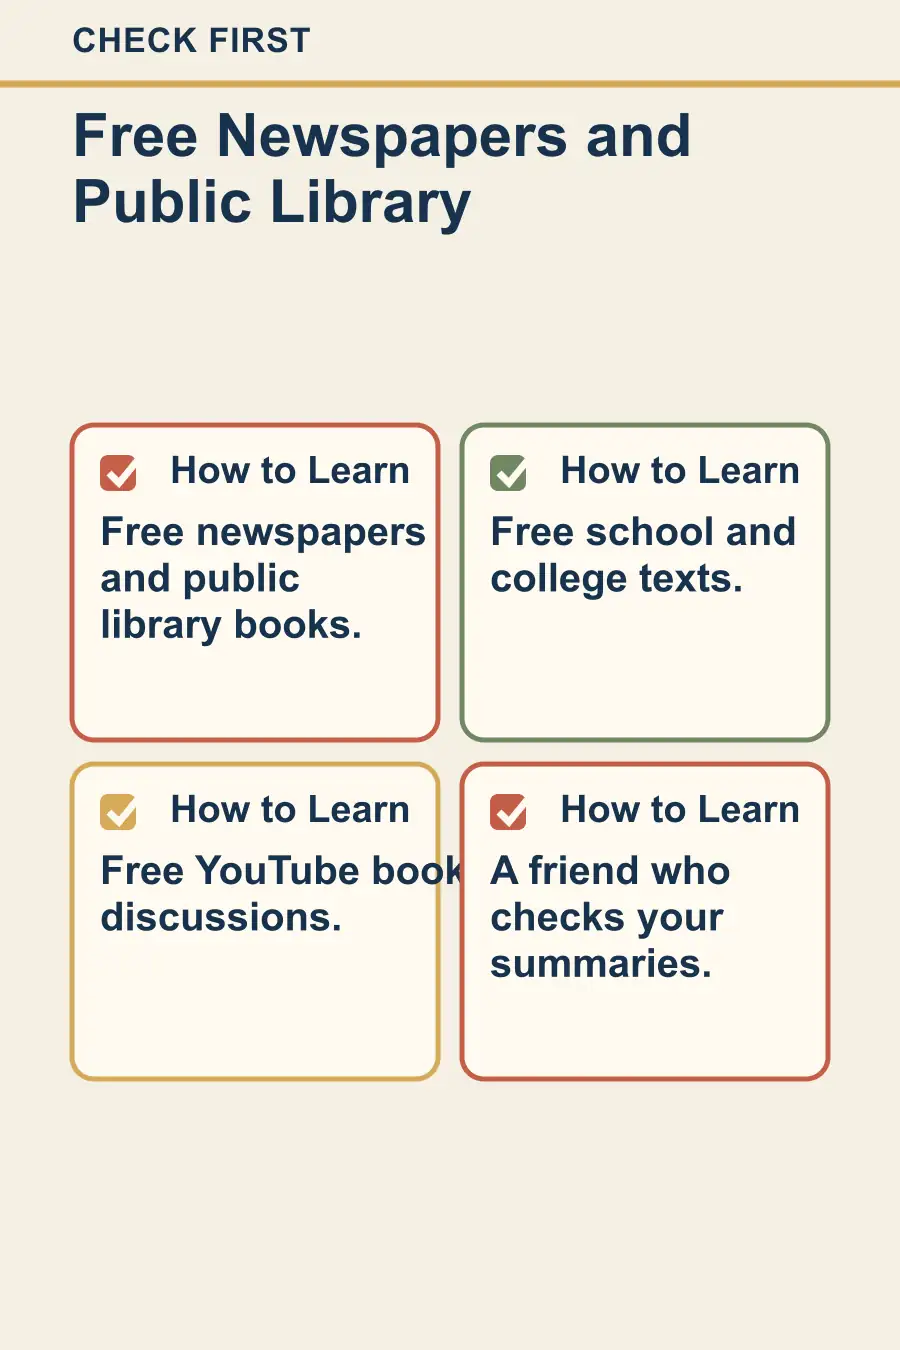 CHECK FIRST
Free Newspapers and
Public Library
How to Learn
Free newspapers
and public
library books.
How to Learn
Free school and
college texts.
How to Learn
Free YouTube book
discussions.
How to Learn
A friend who
checks your
summaries.